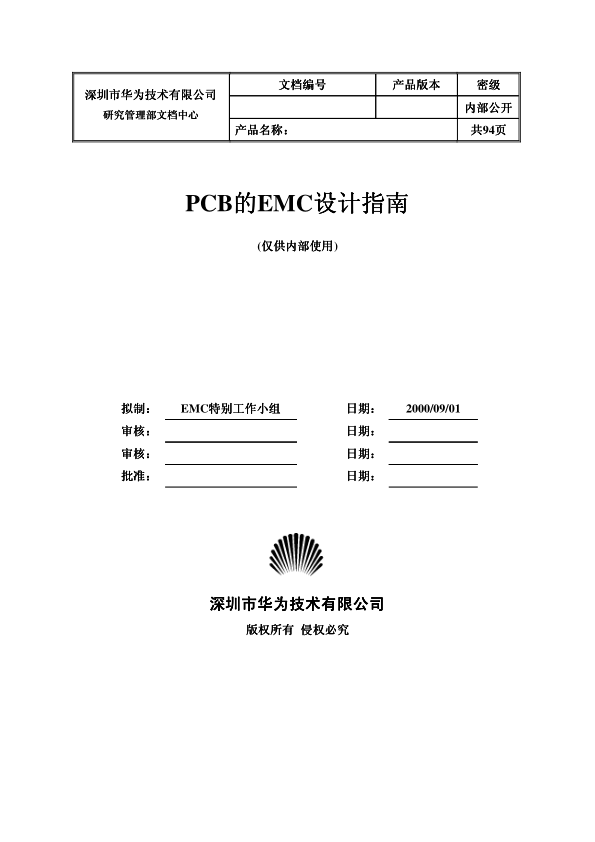 深圳市华为技术有限公司
研究管理部文档中心
文档编号
产品版本
密级
内部公开
产品名称：
共94页
PCB的EMC设计指南
(仅供内部使用)
拟制： EMC特别工作小组 日期： 2000/09/01
审核： 日期：
审核： 日期：
批准： 日期：
深圳市华为技术有限公司
版权所有 侵权必究